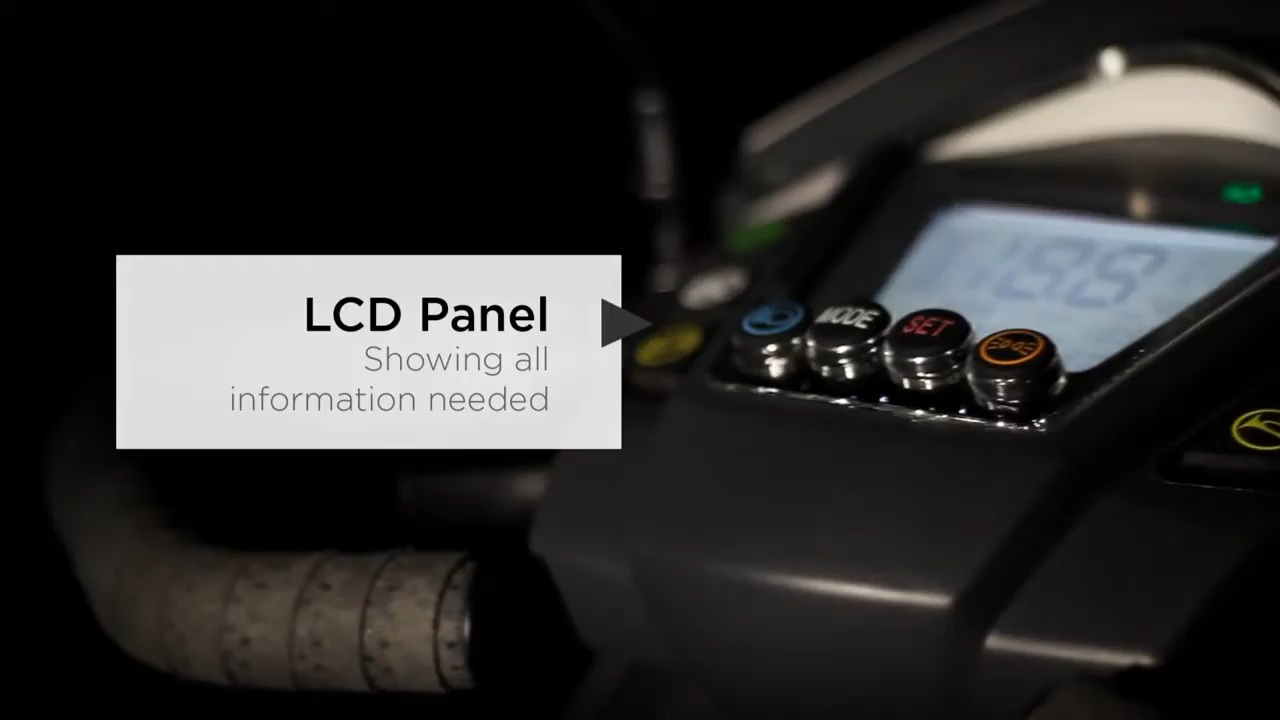 LCD Panel
Showing all
information needed
MODE
SET